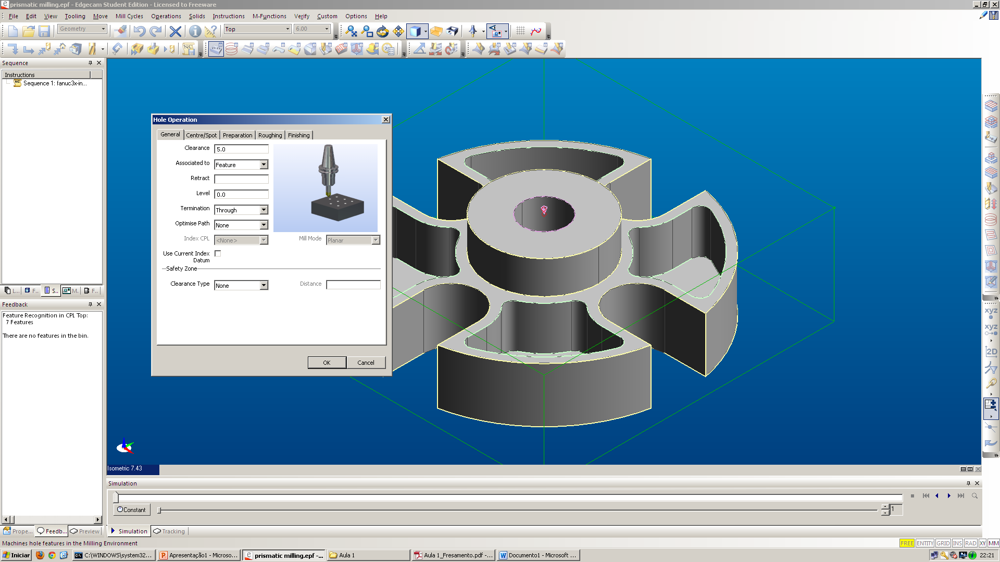 prismatic milling.epf - Edgecam Student Edition - Licensed to Freeware
File Edit View Tooling Move Mill Cycles Operations Solids Instructions M-Functions Verify Custom Options Help
Geometry Top 6.00
Sequence
Instructions
Sequence 1: fanuc3x-in...
L... F... S... M. F...
Feedback
Feature Recognition in CPL Top:
7 Features
There are no features in the bin.
Prope... Feedb... Preview
Hole Operation
General Centre/Spot Preparation Roughing Finishing
Clearance 5.0
Associated to Feature
Retract
Level 0.0
Termination Through
Optimise Path None
Index CPL <None> Mill Mode Planar
Use Current Index
Datum
Safety Zone
Clearance Type None Distance
OK Cancel
xyz
xyz
2D
Isometric 7.43
Simulation
Constant 1
Simulation Tracking
Machines hole features in the Milling Environment
FREE ENTITY GRID INS RAD XY MM
Iniciar C:\WINDOWS\system32... Apresentação1 - Microso... prismatic milling.epf -... Aula 1 Aula 1_Fresamento.pdf -... Documento1 - Microsoft ... 22:21